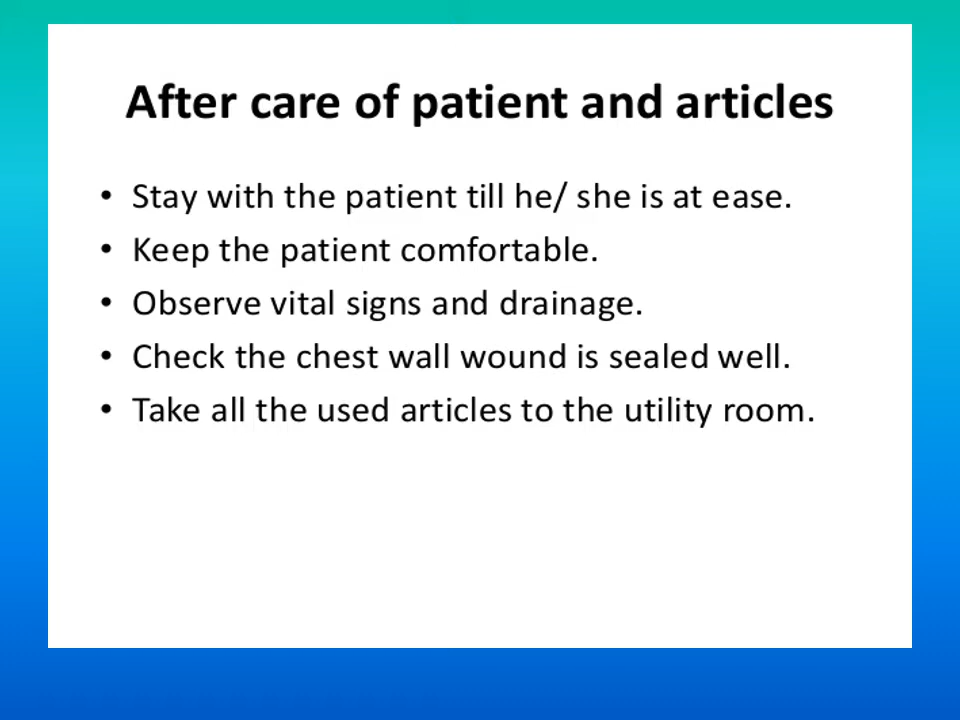 After care of patient and articles
• Stay with the patient till he/ she is at ease.
• Keep the patient comfortable.
• Observe vital signs and drainage.
• Check the chest wall wound is sealed well.
• Take all the used articles to the utility room.